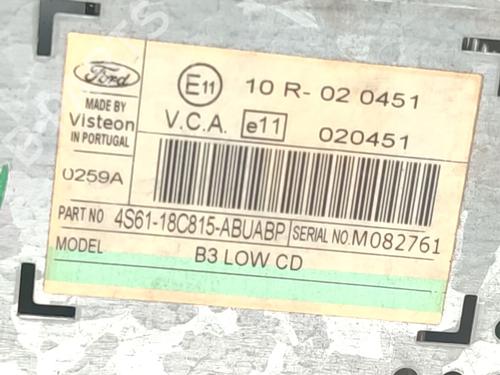 Ford
MADE BY
Visteon
IN PORTUGAL
0259A
E11
10 R- 02 0451
V.C.A. e11 020451
PART NO 4S61-18C815-ABUABP SERIAL NO. M082761
MODEL B3 LOW CD